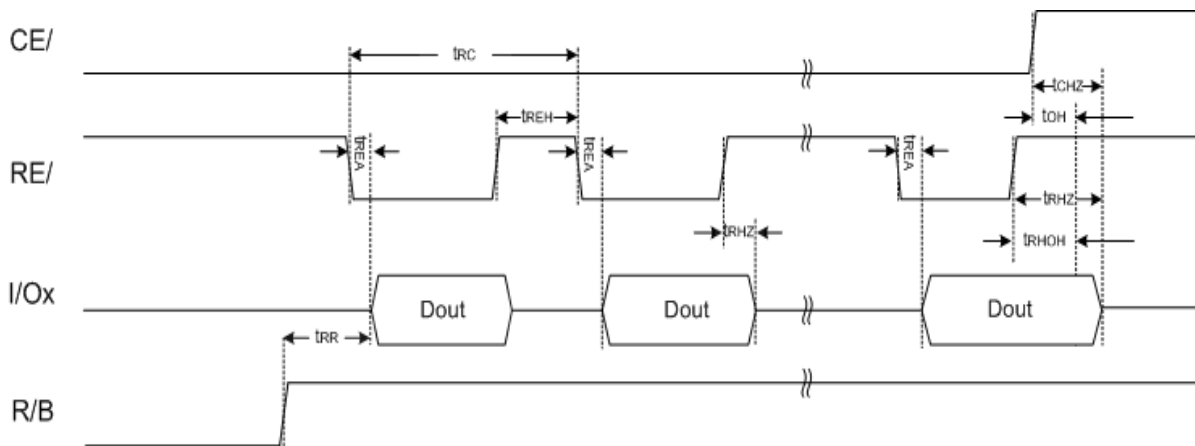 CE/
tRC
tCHZ
tREH
tOH
tREA
tREA
tREA
RE/
tRHZ
tRHZ
tRHOH
I/Ox
Dout
Dout
Dout
tRR
R/B